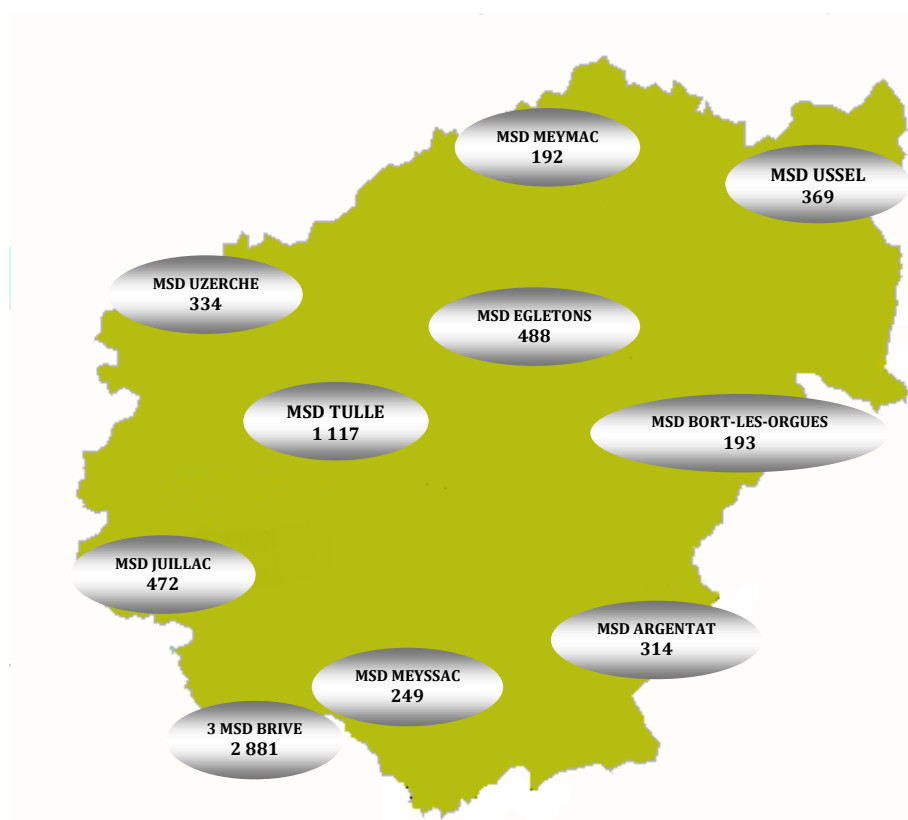 MSD MEYMAC
192
MSD USSEL
369
MSD UZERCHE
334
MSD EGLETONS
488
MSD TULLE
1 117
MSD BORT-LES-ORGUES
193
MSD JUILLAC
472
MSD ARGENTAT
314
MSD MEYSSAC
249
3 MSD BRIVE
2 881